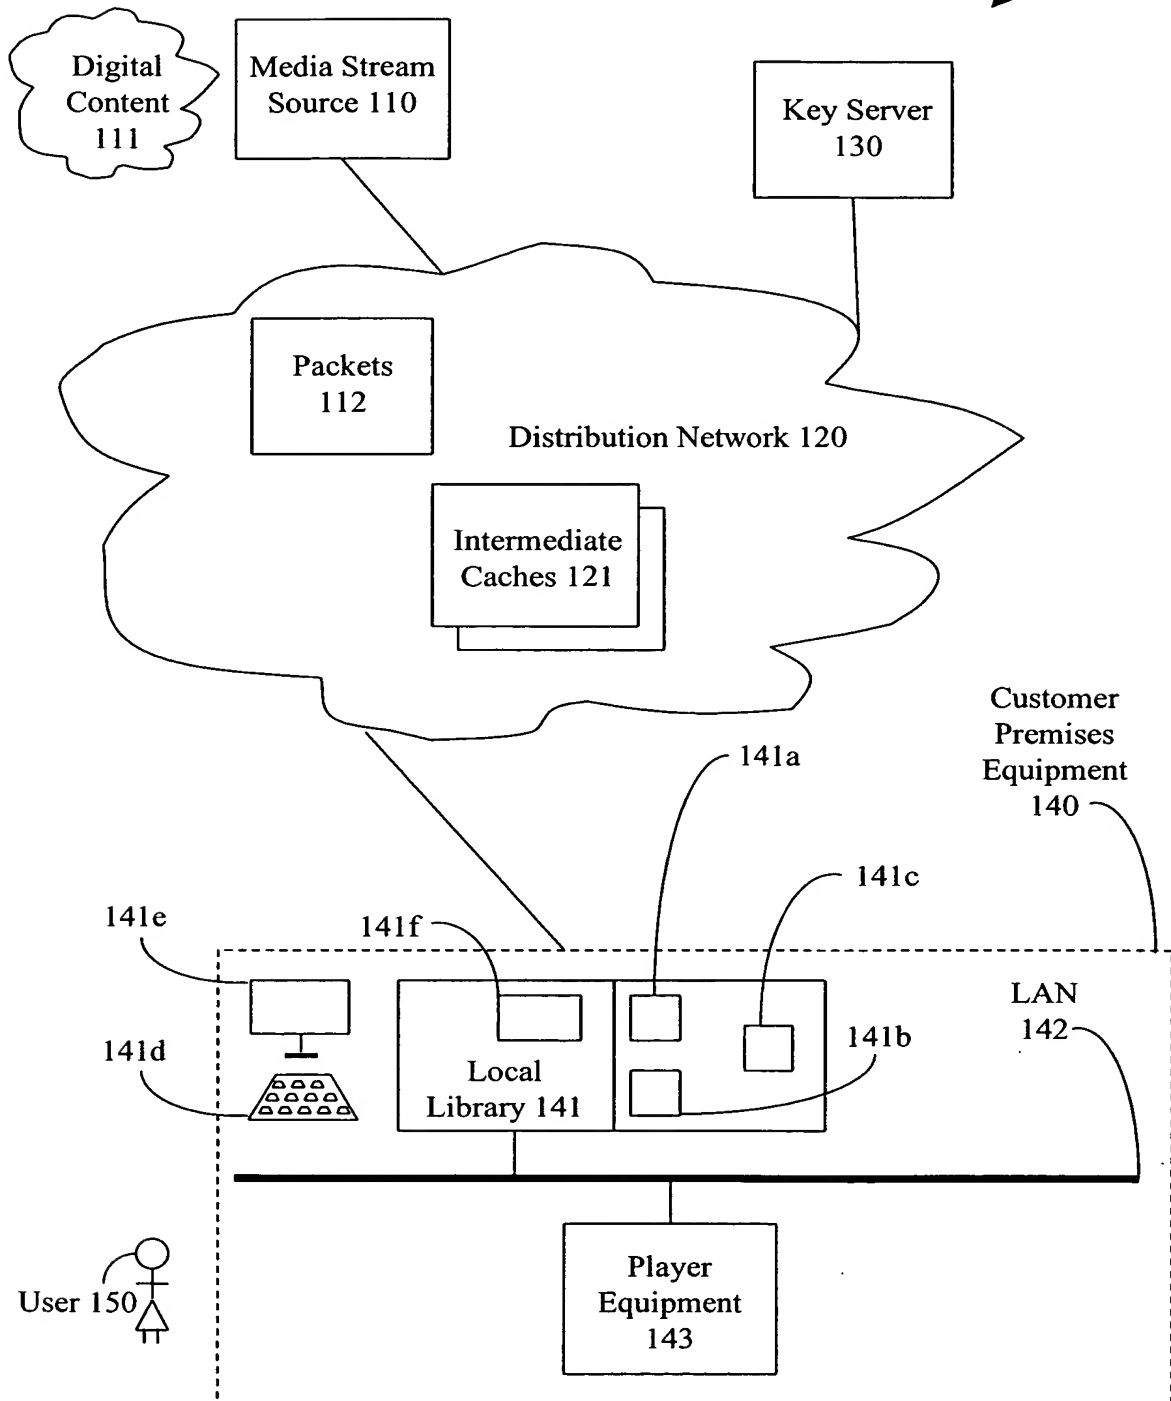 Digital
Content
111
Media Stream
Source 110
Key Server
130
Packets
112
Distribution Network 120
Intermediate
Caches 121
Customer
Premises
Equipment
140
141a
141c
141e
141f
LAN
142
141b
141d
Local
Library 141
Player
Equipment
143
User 150